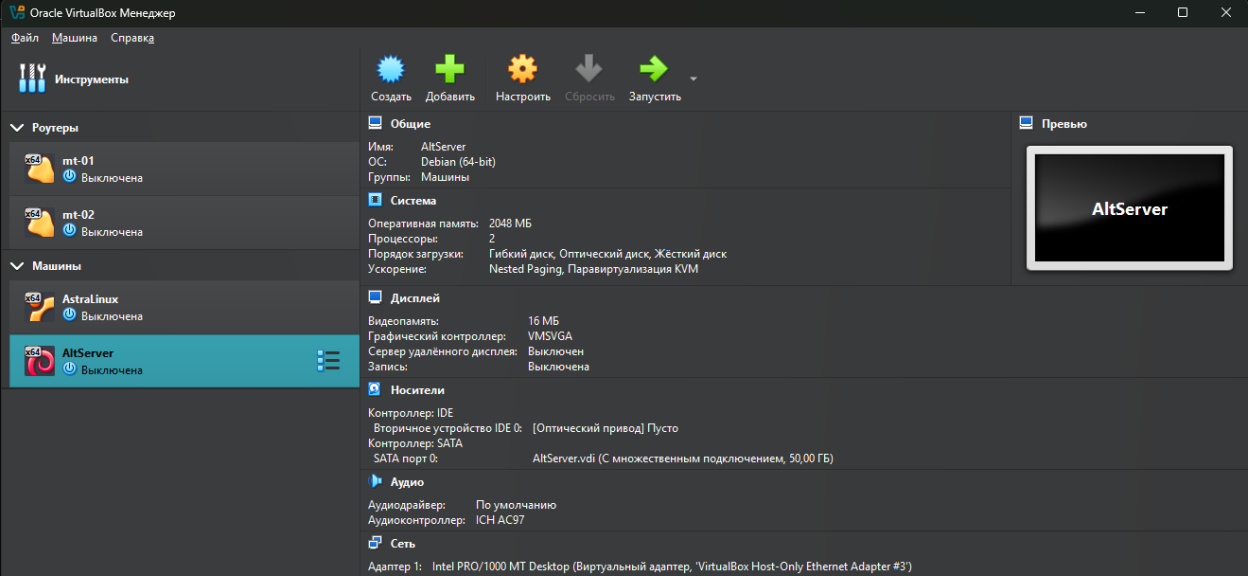 Oracle VirtualBox Менеджер
Файл Машина Справка
Инструменты
Создать Добавить Настроить Сбросить Запустить
Роутеры
x64 mt-01
Выключена
x64 mt-02
Выключена
Машины
x64 AstraLinux
Выключена
x64 AltServer
Выключена
Общие
Имя: AltServer
ОС: Debian (64-bit)
Группы: Машины
Превью
AltServer
Система
Оперативная память: 2048 МБ
Процессоры: 2
Порядок загрузки: Гибкий диск, Оптический диск, Жёсткий диск
Ускорение: Nested Paging, Паравиртуализация KVM
Дисплей
Видеопамять: 16 МБ
Графический контроллер: VMSVGA
Сервер удалённого дисплея: Выключен
Запись: Выключена
Носители
Контроллер: IDE
Вторичное устройство IDE 0: [Оптический привод] Пусто
Контроллер: SATA
SATA порт 0: AltServer.vdi (С множественным подключением, 50,00 ГБ)
Аудио
Аудиодрайвер: По умолчанию
Аудиоконтроллер: ICH AC97
Сеть
Адаптер 1: Intel PRO/1000 MT Desktop (Виртуальный адаптер, 'VirtualBox Host-Only Ethernet Adapter #3')